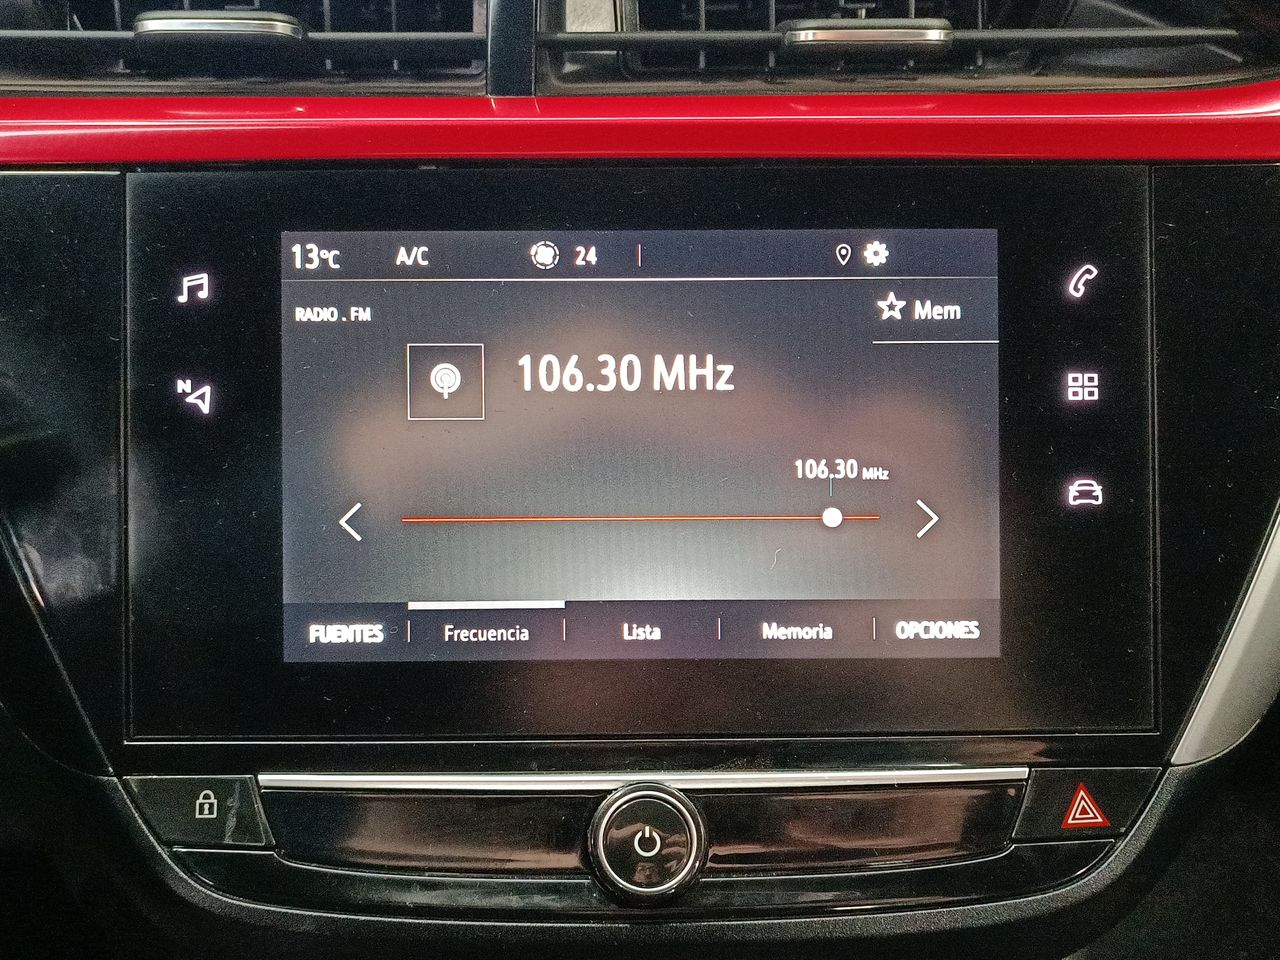 13°C A/C 24
RADIO . FM
Mem
106.30 MHz
106.30 MHz
N
FUENTES Frecuencia Lista Memoria OPCIONES